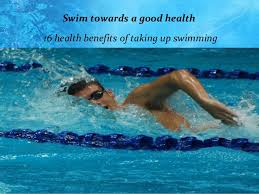 Swim towards a good health
16 health benefits of taking up swimming